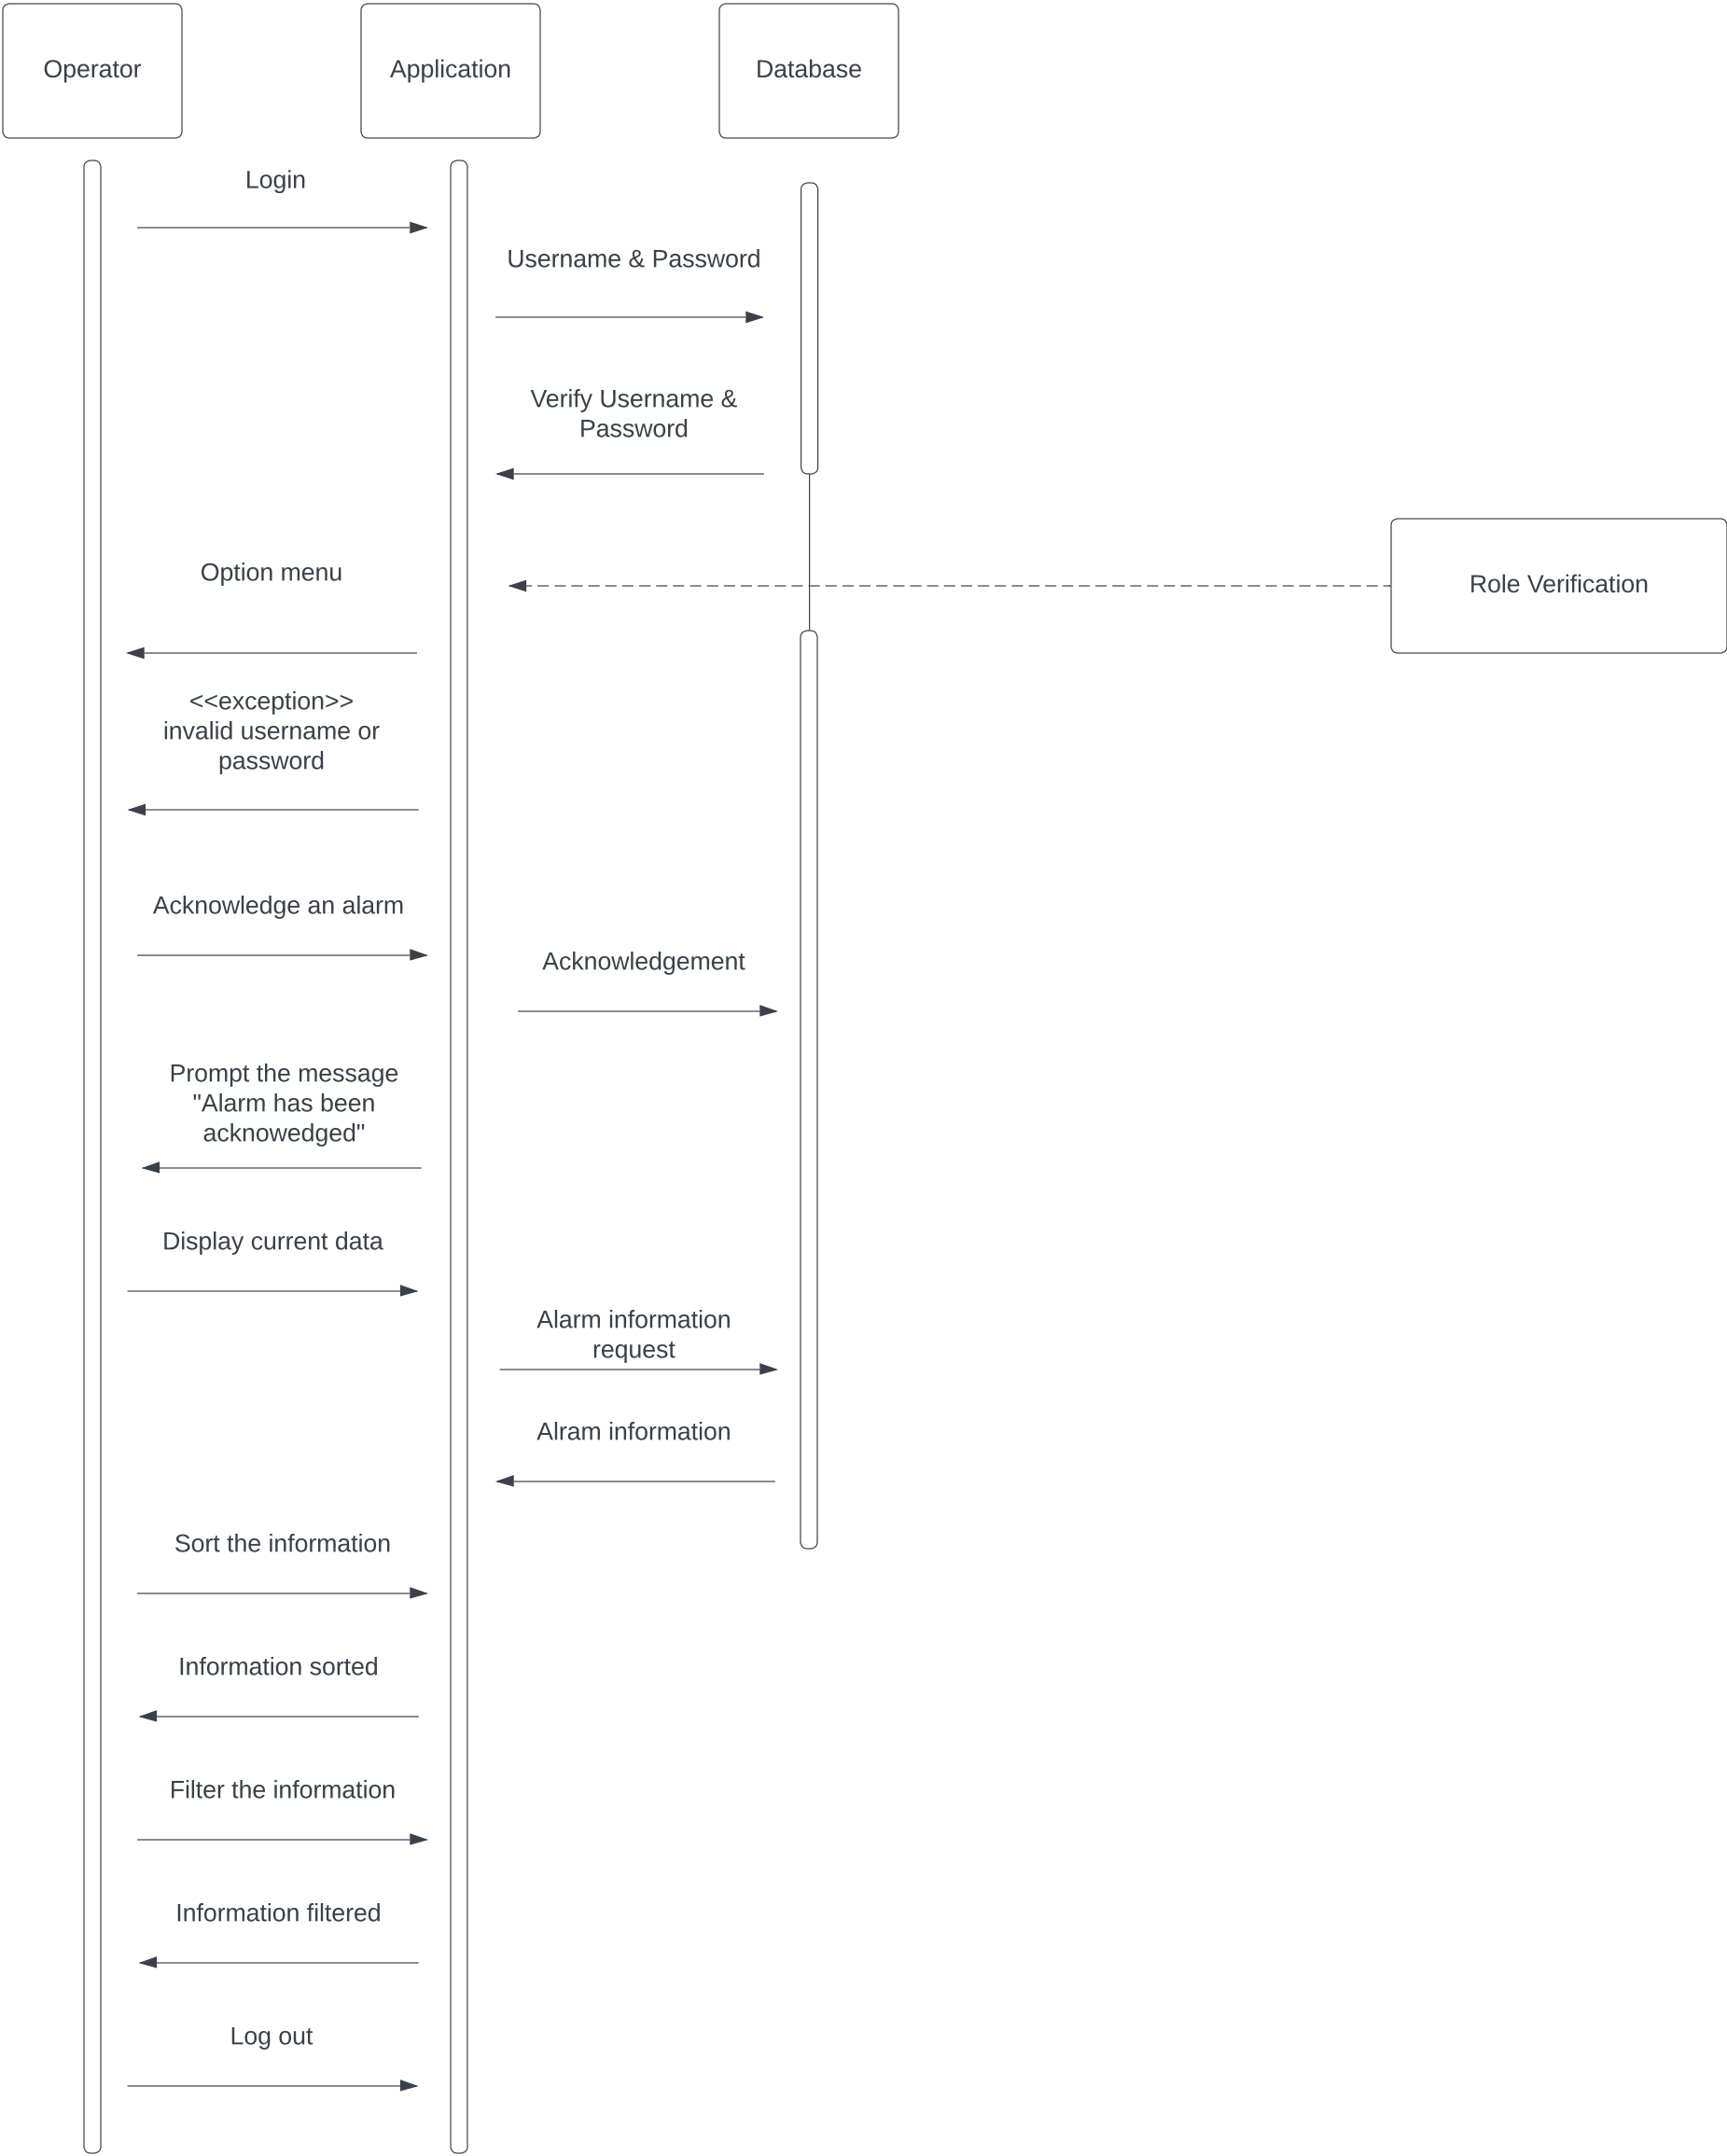 Operator
Application
Database
Login
Username & Password
Verify Username &
Password
Option menu
Role Verification
<<exception>>
invalid username or
password
Acknowledge an alarm
Acknowledgement
Prompt the message
"Alarm has been
acknowedged"
Display current data
Alarm information
request
Alram information
Sort the information
Information sorted
Filter the information
Information filtered
Log out